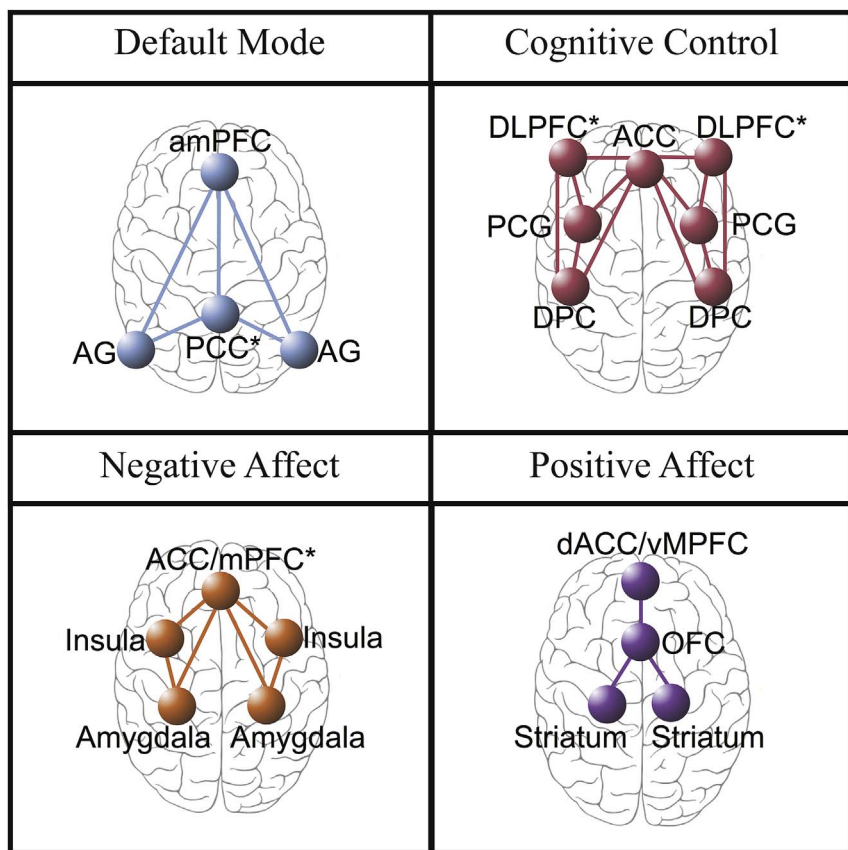 Default Mode
Cognitive Control
amPFC
AG
PCC*
AG
DLPFC*
ACC
DLPFC*
PCG
PCG
DPC
DPC
Negative Affect
Positive Affect
ACC/mPFC*
Insula
Insula
Amygdala
Amygdala
dACC/vMPFC
OFC
Striatum
Striatum